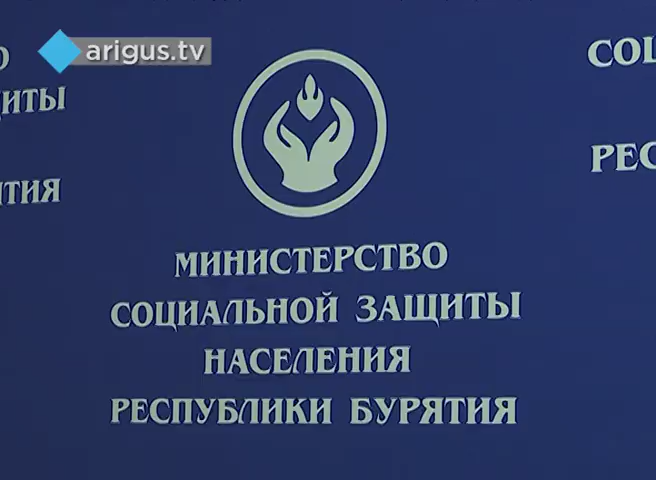 arigus.tv
МИНИСТЕРСТВО
СОЦИАЛЬНОЙ ЗАЩИТЫ
НАСЕЛЕНИЯ
РЕСПУБЛИКИ БУРЯТИЯ